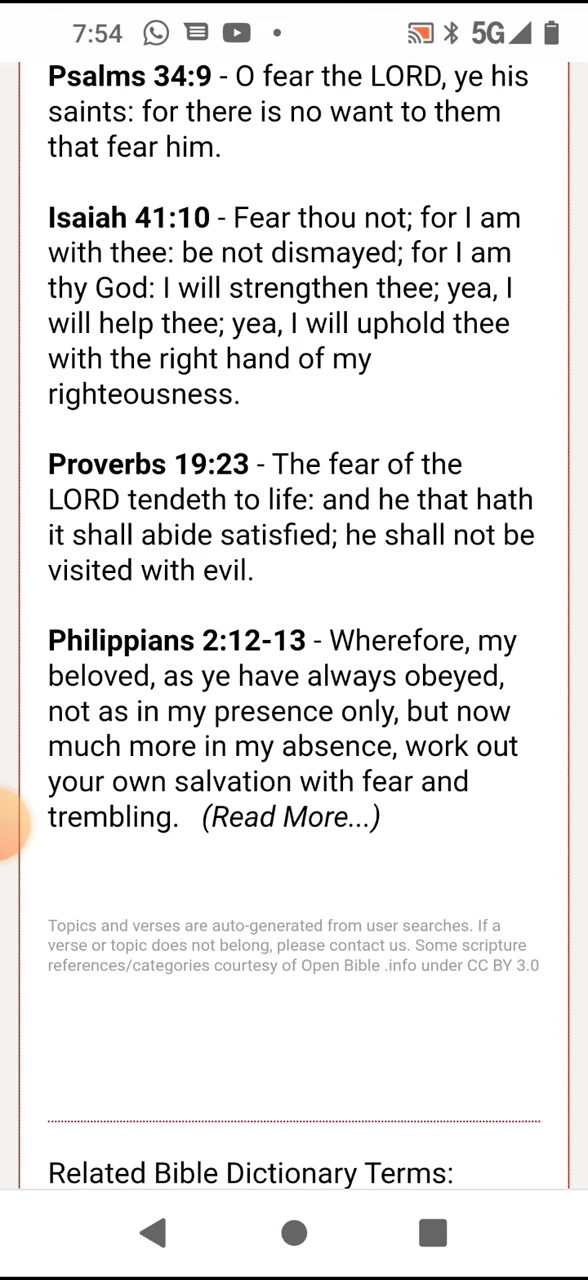 7:54 5G
Psalms 34:9 - O fear the LORD, ye his
saints: for there is no want to them
that fear him.
Isaiah 41:10 - Fear thou not; for I am
with thee: be not dismayed; for I am
thy God: I will strengthen thee; yea, I
will help thee; yea, I will uphold thee
with the right hand of my
righteousness.
Proverbs 19:23 - The fear of the
LORD tendeth to life: and he that hath
it shall abide satisfied; he shall not be
visited with evil.
Philippians 2:12-13 - Wherefore, my
beloved, as ye have always obeyed,
not as in my presence only, but now
much more in my absence, work out
your own salvation with fear and
trembling. (Read More...)
Topics and verses are auto-generated from user searches. If a
verse or topic does not belong, please contact us. Some scripture
references/categories courtesy of Open Bible .info under CC BY 3.0
Related Bible Dictionary Terms: